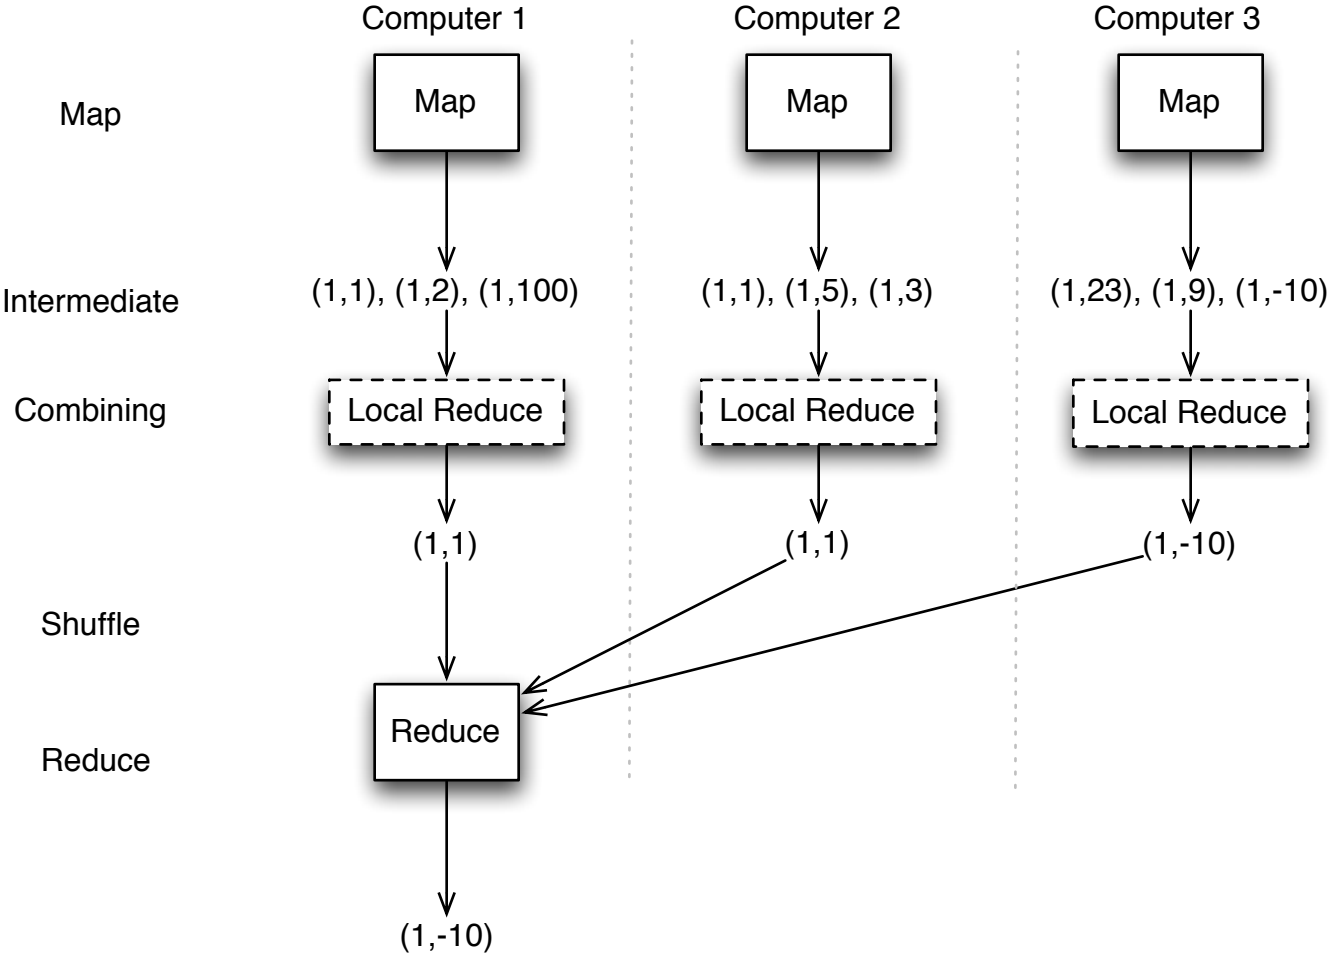 Computer 1 Computer 2 Computer 3
Map Map Map Map
Intermediate (1,1), (1,2), (1,100) (1,1), (1,5), (1,3) (1,23), (1,9), (1,-10)
Combining Local Reduce Local Reduce Local Reduce
(1,1) (1,1) (1,-10)
Shuffle
Reduce Reduce
(1,-10)